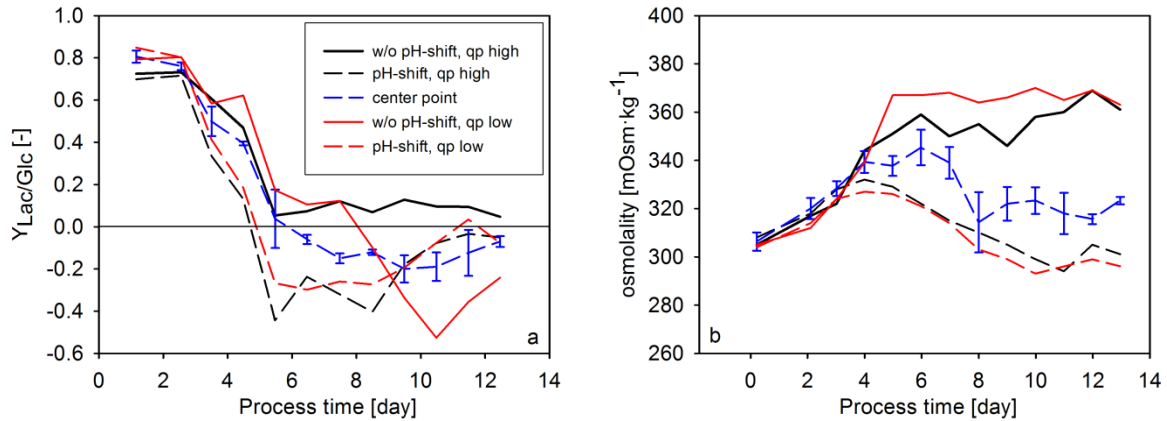 1.0
0.8
0.6
0.4
0.2
0.0
-0.2
-0.4
-0.6
Y Lac/Glc [-]
w/o pH-shift, qp high
pH-shift, qp high
center point
w/o pH-shift, qp low
pH-shift, qp low
a
0 2 4 6 8 10 12 14
Process time [day]
400
380
360
340
320
300
280
260
osmolality [mOsm·kg⁻¹]
b
0 2 4 6 8 10 12 14
Process time [day]